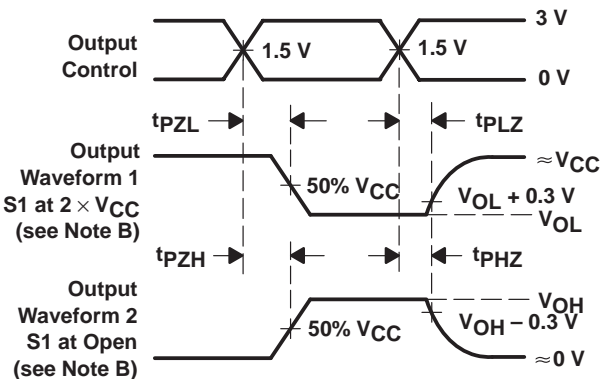 3 V
Output
Control
1.5 V
1.5 V
0 V
tPZL
tPLZ
Output
Waveform 1
S1 at 2 × VCC
(see Note B)
≈VCC
50% VCC
VOL + 0.3 V
VOL
tPZH
tPHZ
Output
Waveform 2
S1 at Open
(see Note B)
VOH
50% VCC
VOH – 0.3 V
≈0 V